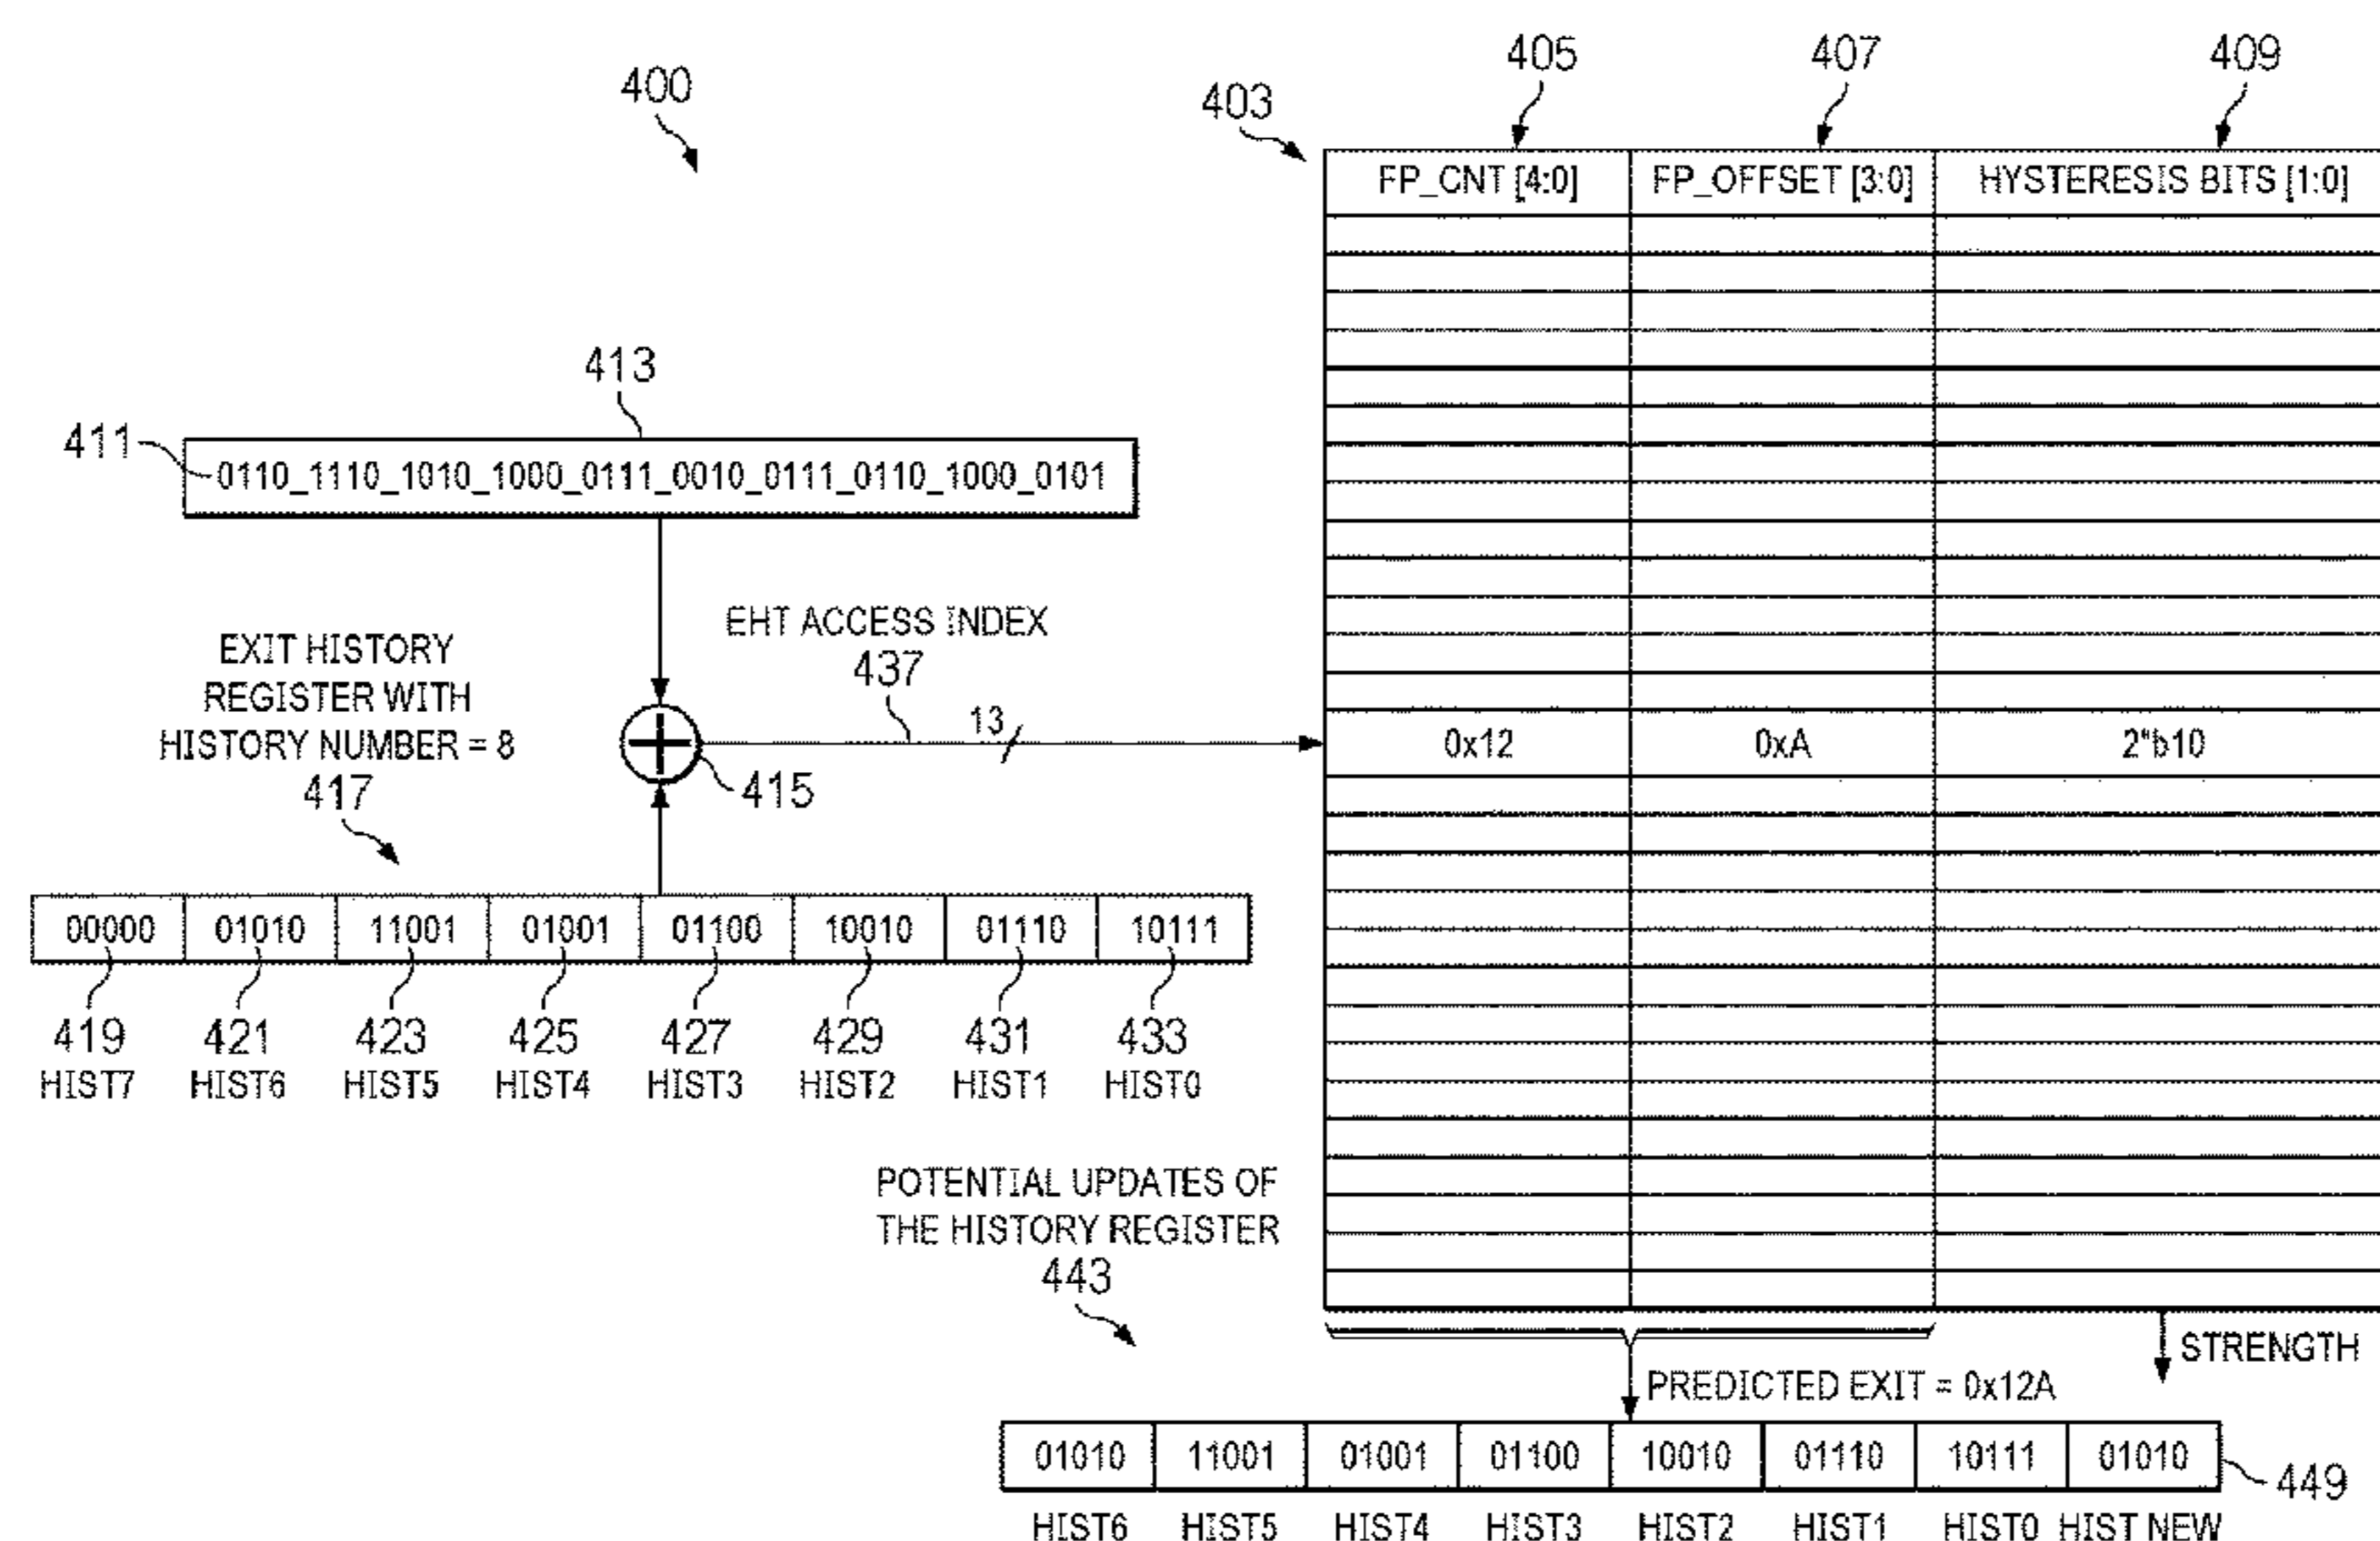 400
403
405
407
409
FP_CNT [4:0] FP_OFFSET [3:0] HYSTERESIS BITS [1:0]
413
411
0110_1110_1010_1000_0111_0010_0111_0110_1000_0101
EHT ACCESS INDEX
437
13
EXIT HISTORY
REGISTER WITH
HISTORY NUMBER = 8
417
415
0x12 0xA 2"b10
00000 01010 11001 01001 01100 10010 01110 10111
419 421 423 425 427 429 431 433
HIST7 HIST6 HIST5 HIST4 HIST3 HIST2 HIST1 HIST0
POTENTIAL UPDATES OF
THE HISTORY REGISTER
443
STRENGTH
PREDICTED EXIT = 0x12A
01010 11001 01001 01100 10010 01110 10111 01010
449
HIST6 HIST5 HIST4 HIST3 HIST2 HIST1 HIST0 HIST NEW